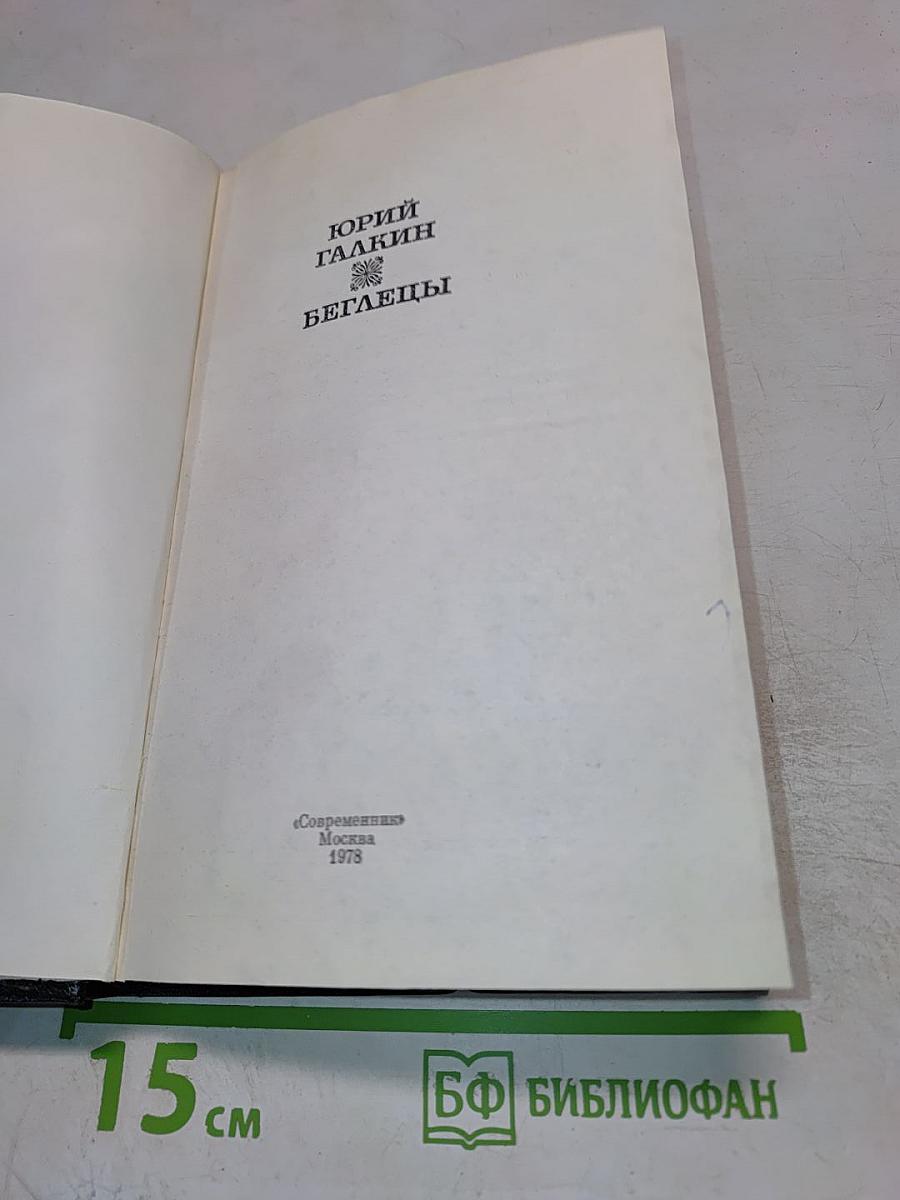 ЮРИЙ
ГАЛКИН
БЕГЛЕЦЫ
«Современник»
Москва
1978
15 см
БФ БИБЛИОФАН